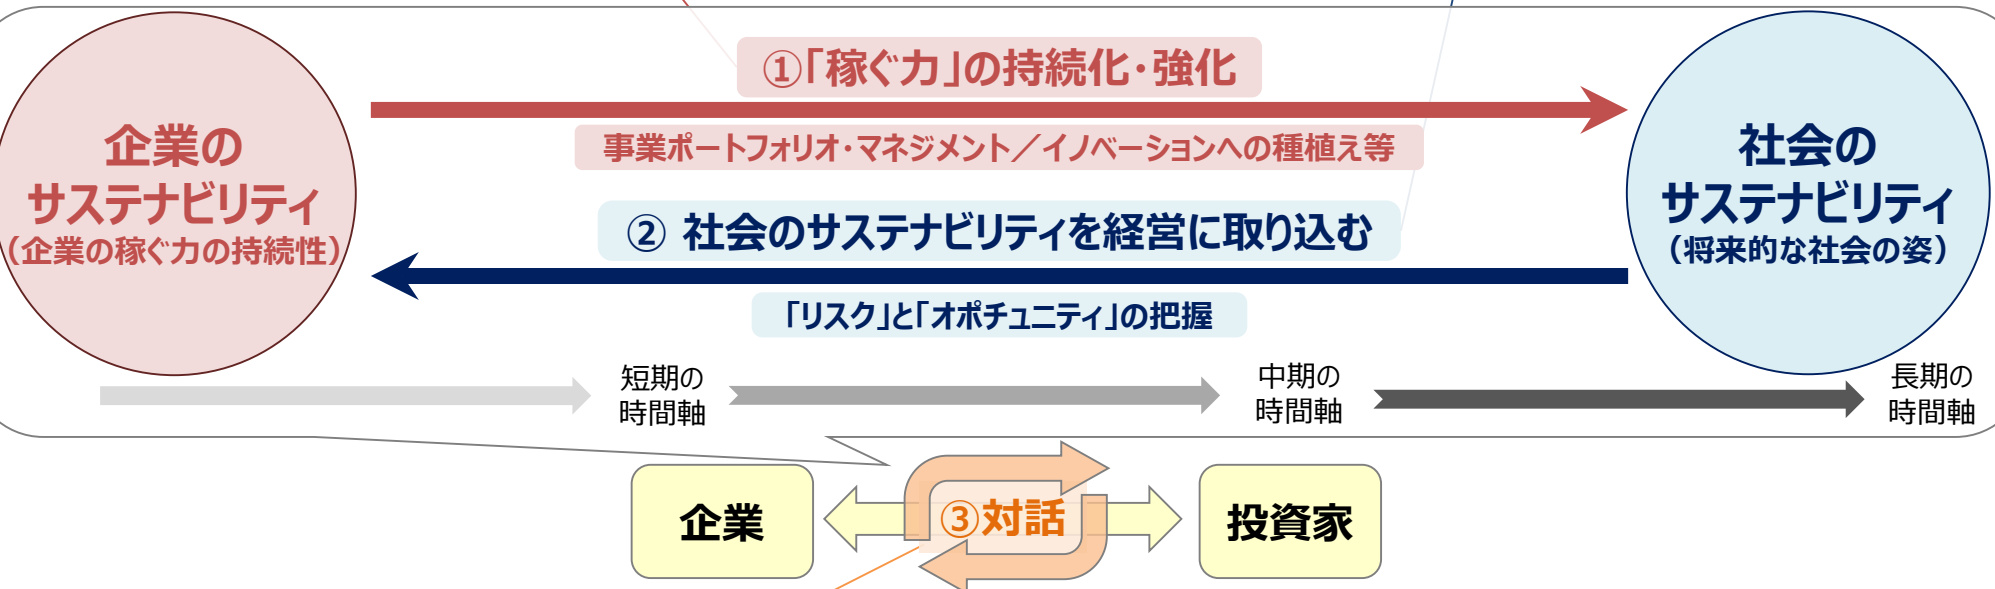 ①「稼ぐ力」の持続化・強化
事業ポートフォリオ・マネジメント／イノベーションへの種植え等
企業の
サステナビリティ
（企業の稼ぐ力の持続性）
社会の
サステナビリティ
（将来的な社会の姿）
② 社会のサステナビリティを経営に取り込む
「リスク」と「オポチュニティ」の把握
短期の
時間軸
中期の
時間軸
長期の
時間軸
企業
③対話
投資家